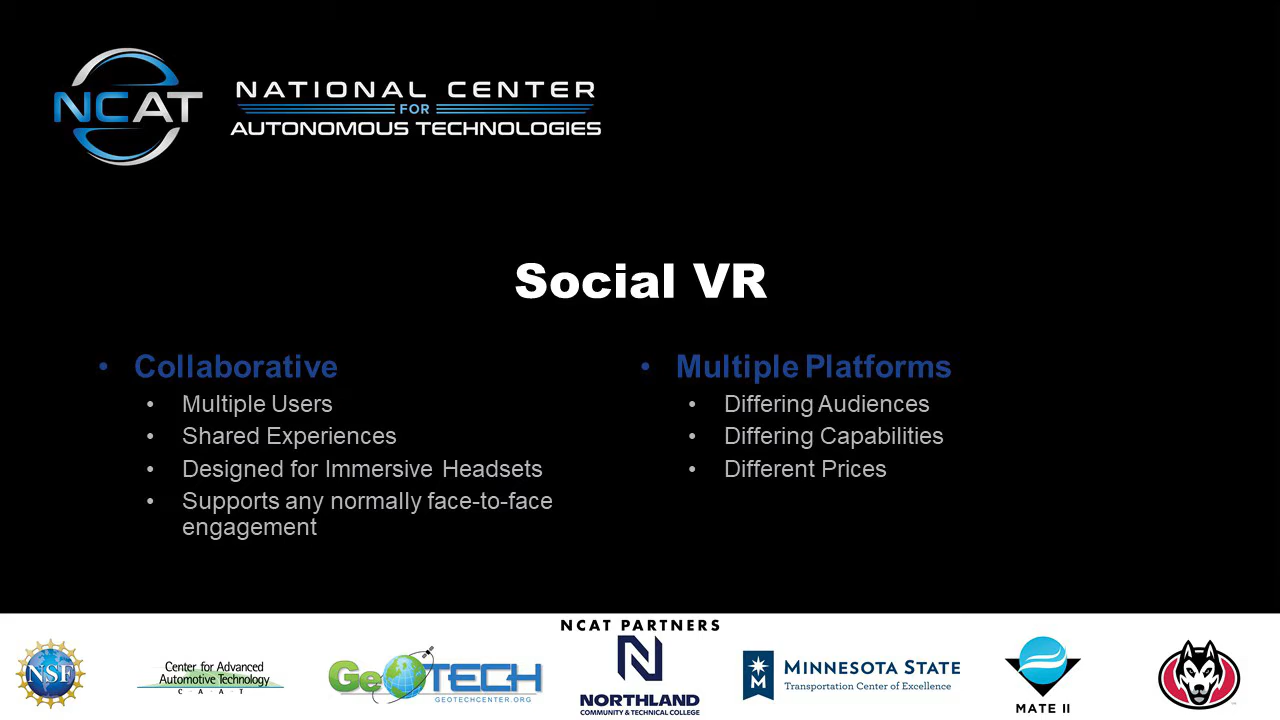 NCAT
NATIONAL CENTER
FOR
AUTONOMOUS TECHNOLOGIES
Social VR
• Collaborative
• Multiple Users
• Shared Experiences
• Designed for Immersive Headsets
• Supports any normally face-to-face
engagement
• Multiple Platforms
• Differing Audiences
• Differing Capabilities
• Different Prices
NCAT PARTNERS
NSF
Center for Advanced
Automotive Technology
C A A T
GeoTECH
GEOTECHCENTER.ORG
N
NORTHLAND
COMMUNITY & TECHNICAL COLLEGE
M
MINNESOTA STATE
Transportation Center of Excellence
MATE II